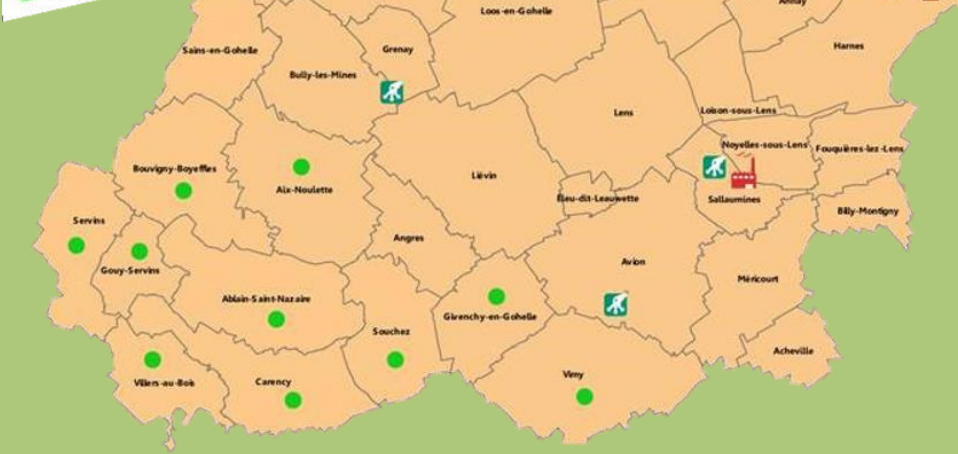 Annay
Loos-en-Gohelle
Sains-en-Gohelle
Grenay
Harnes
Bully-les-Mines
Lens
Loison-sous-Lens
Noyelles-sous-Lens
Fouquières-lez-Lens
Bouvigny-Boyeffles
Aix-Noulette
Liévin
Eleu-dit-Leauwette
Sallaumines
Billy-Montigny
Servins
Angres
Gouy-Servins
Avion
Méricourt
Ablain-Saint-Nazaire
Givenchy-en-Gohelle
Souchez
Acheville
Villers-au-Bois
Carency
Vimy